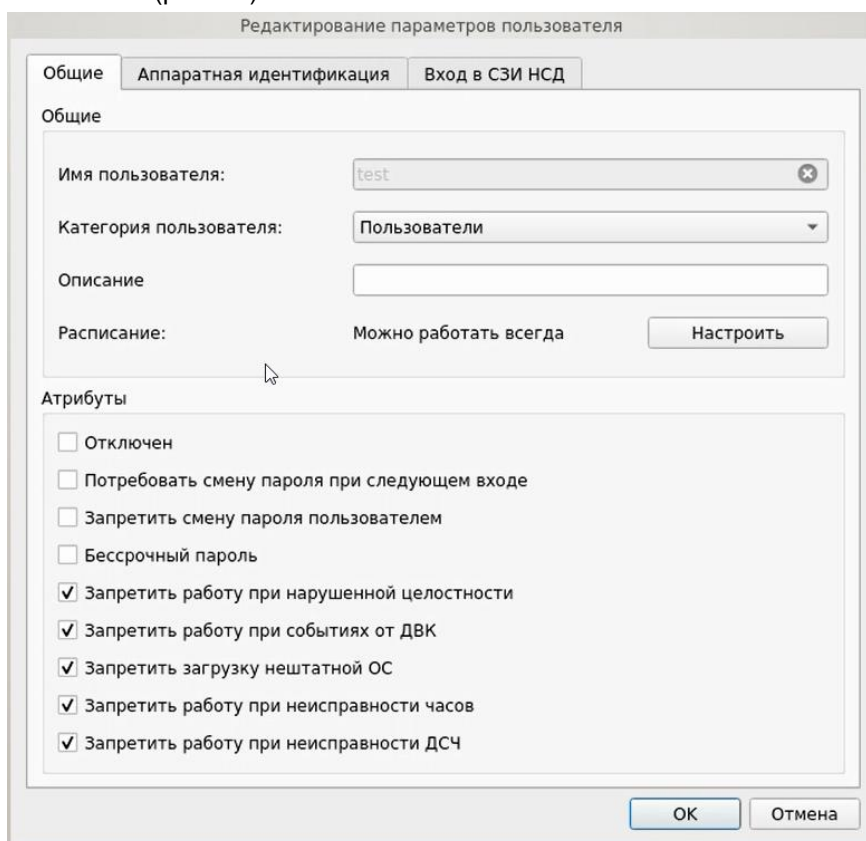 Редактирование параметров пользователя
Общие Аппаратная идентификация Вход в СЗИ НСД
Общие
Имя пользователя: test
Категория пользователя: Пользователи
Описание
Расписание: Можно работать всегда Настроить
Атрибуты
Отключен
Потребовать смену пароля при следующем входе
Запретить смену пароля пользователем
Бессрочный пароль
Запретить работу при нарушенной целостности
Запретить работу при событиях от ДВК
Запретить загрузку нештатной ОС
Запретить работу при неисправности часов
Запретить работу при неисправности ДСЧ
ОК Отмена